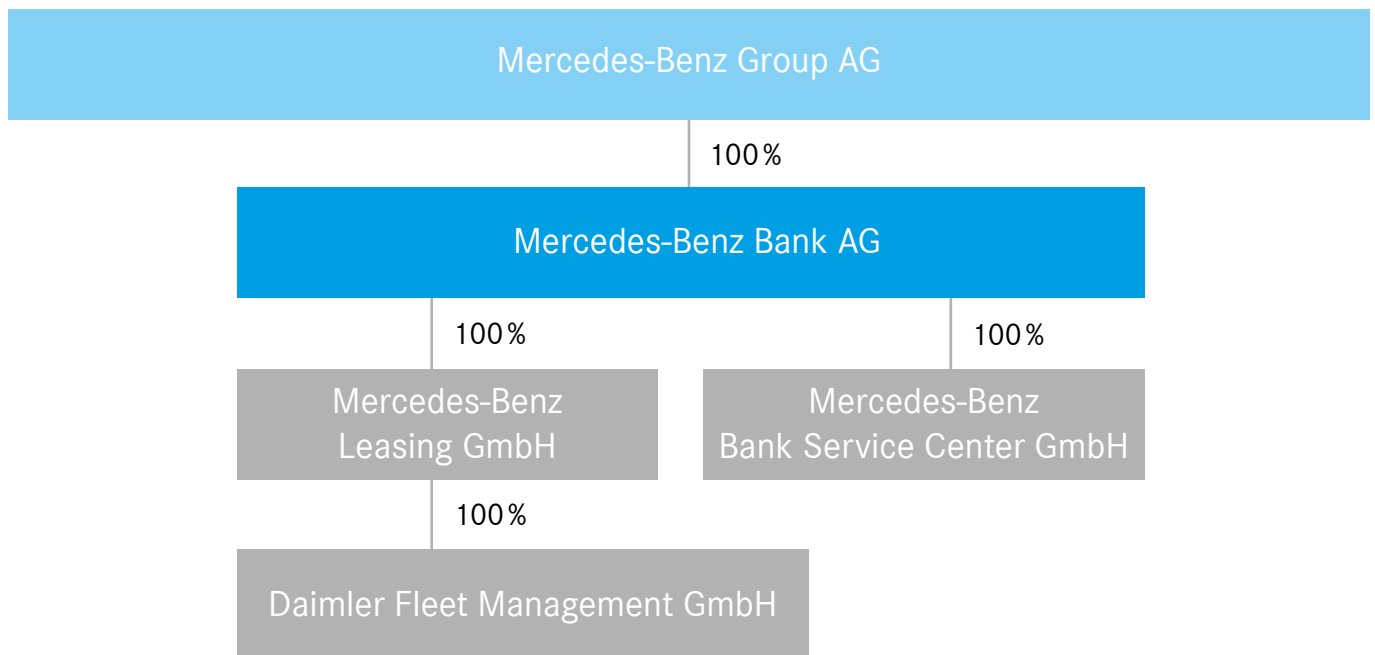 Mercedes-Benz Group AG
100%
Mercedes-Benz Bank AG
100%
100%
Mercedes-Benz
Leasing GmbH
Mercedes-Benz
Bank Service Center GmbH
100%
Daimler Fleet Management GmbH